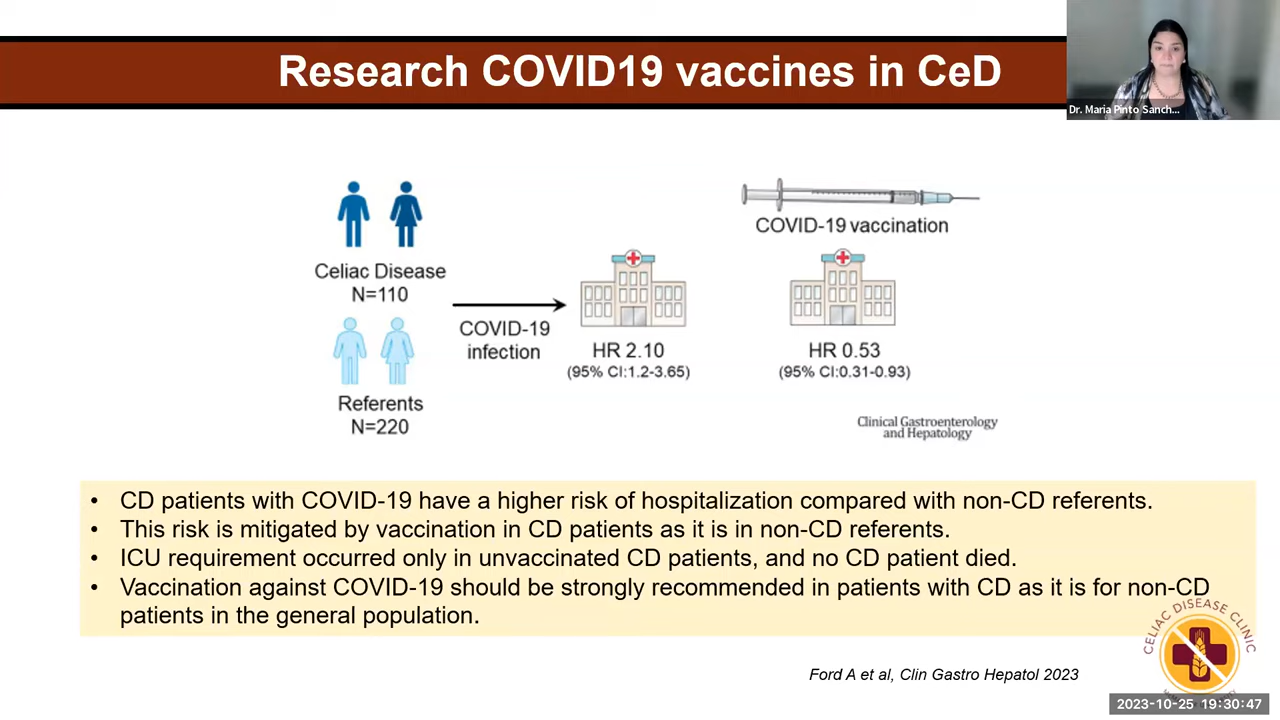 Research COVID19 vaccines in CeD
Dr. Maria Pinto Sanch...
COVID-19 vaccination
Celiac Disease
N=110
COVID-19
infection
HR 2.10
(95% CI:1.2-3.65)
HR 0.53
(95% CI:0.31-0.93)
Referents
N=220
Clinical Gastroenterology
and Hepatology
• CD patients with COVID-19 have a higher risk of hospitalization compared with non-CD referents.
• This risk is mitigated by vaccination in CD patients as it is in non-CD referents.
• ICU requirement occurred only in unvaccinated CD patients, and no CD patient died.
• Vaccination against COVID-19 should be strongly recommended in patients with CD as it is for non-CD
patients in the general population.
CELIAC DISEASE CLINIC
Ford A et al, Clin Gastro Hepatol 2023
2023-10-25 19:30:47